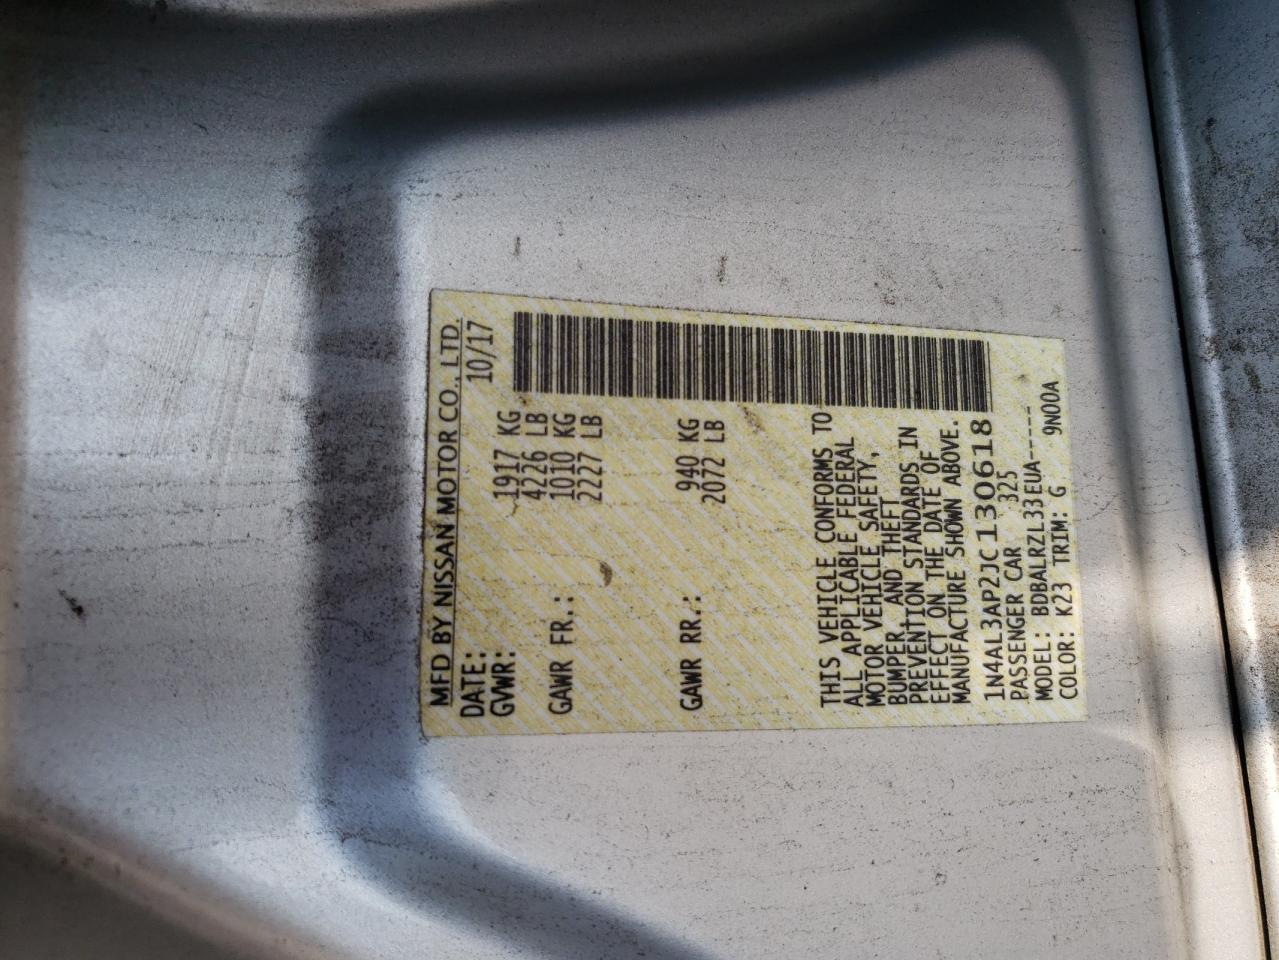 MFD BY NISSAN MOTOR CO., LTD.
DATE: 10/17
GVWR: 1917 KG
4226 LB
GAWR FR.: 1010 KG
2227 LB
GAWR RR.: 940 KG
2072 LB
THIS VEHICLE CONFORMS TO
ALL APPLICABLE FEDERAL
MOTOR VEHICLE SAFETY,
BUMPER AND THEFT
PREVENTION STANDARDS IN
EFFECT ON THE DATE OF
MANUFACTURE SHOWN ABOVE.
1N4AL3AP2JC130618
PASSENGER CAR 325
MODEL: BDBALRZL33EUA-----
COLOR: K23 TRIM: G 9N00A